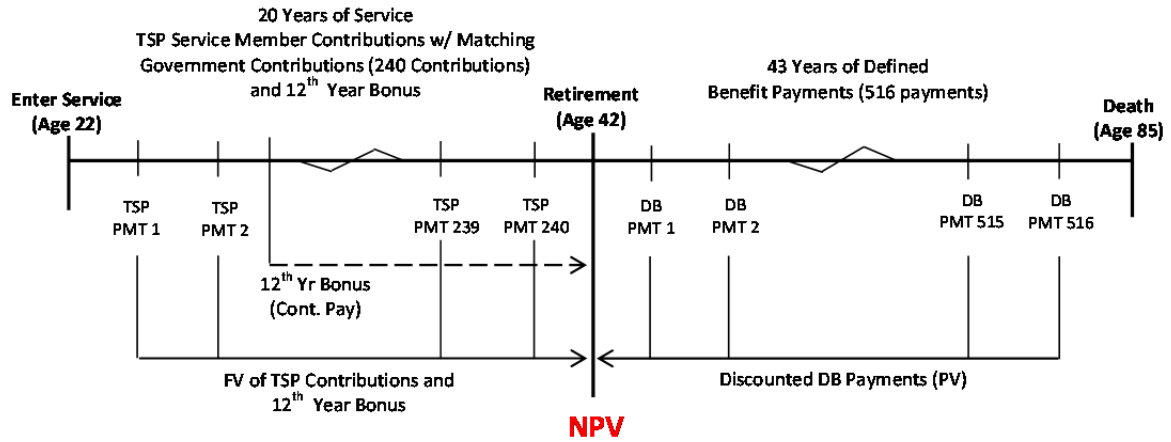 20 Years of Service
TSP Service Member Contributions w/ Matching
Government Contributions (240 Contributions)
and 12th Year Bonus
43 Years of Defined
Benefit Payments (516 payments)
Enter Service
(Age 22)
Retirement
(Age 42)
Death
(Age 85)
TSP
PMT 1
TSP
PMT 2
TSP
PMT 239
TSP
PMT 240
DB
PMT 1
DB
PMT 2
DB
PMT 515
DB
PMT 516
12th Yr Bonus
(Cont. Pay)
FV of TSP Contributions and
12th Year Bonus
Discounted DB Payments (PV)
NPV